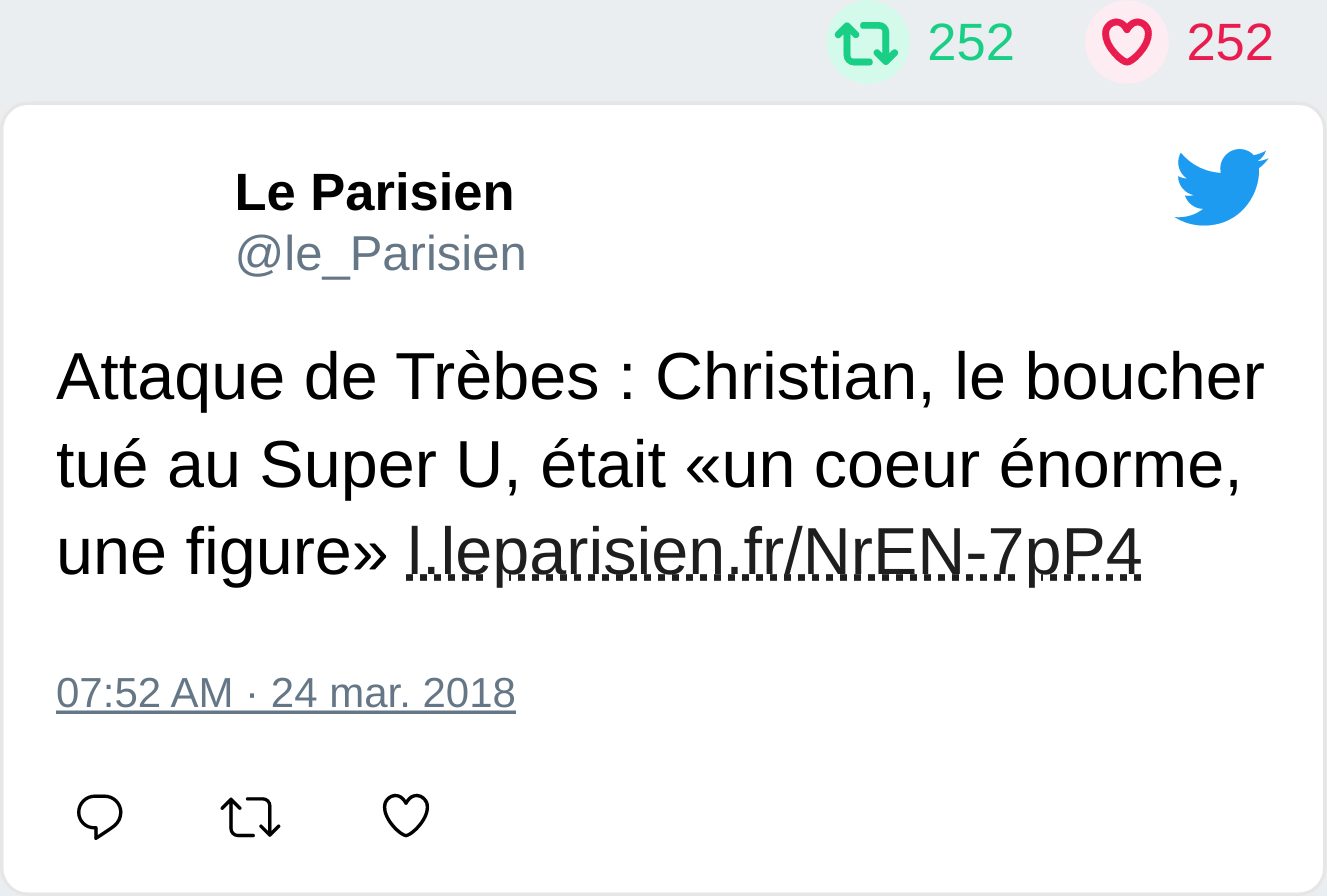 252 252
Le Parisien
@le_Parisien
Attaque de Trèbes : Christian, le boucher
tué au Super U, était «un coeur énorme,
une figure» l.leparisien.fr/NrEN-7pP4
07:52 AM · 24 mar. 2018